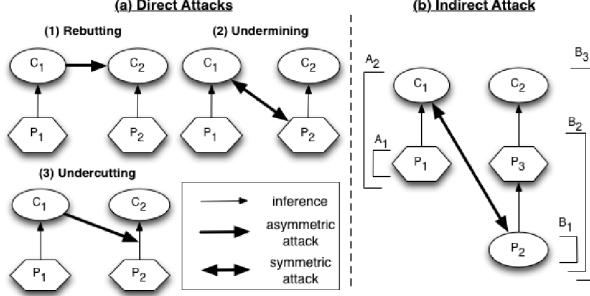 (a) Direct Attacks
(b) Indirect Attack
(1) Rebutting
(2) Undermining
C1
C2
C1
C2
P1
P2
P1
P2
(3) Undercutting
C1
C2
P1
P2
inference
asymmetric
attack
symmetric
attack
A2
B3
C1
C2
B2
A1
P1
P3
B1
P2